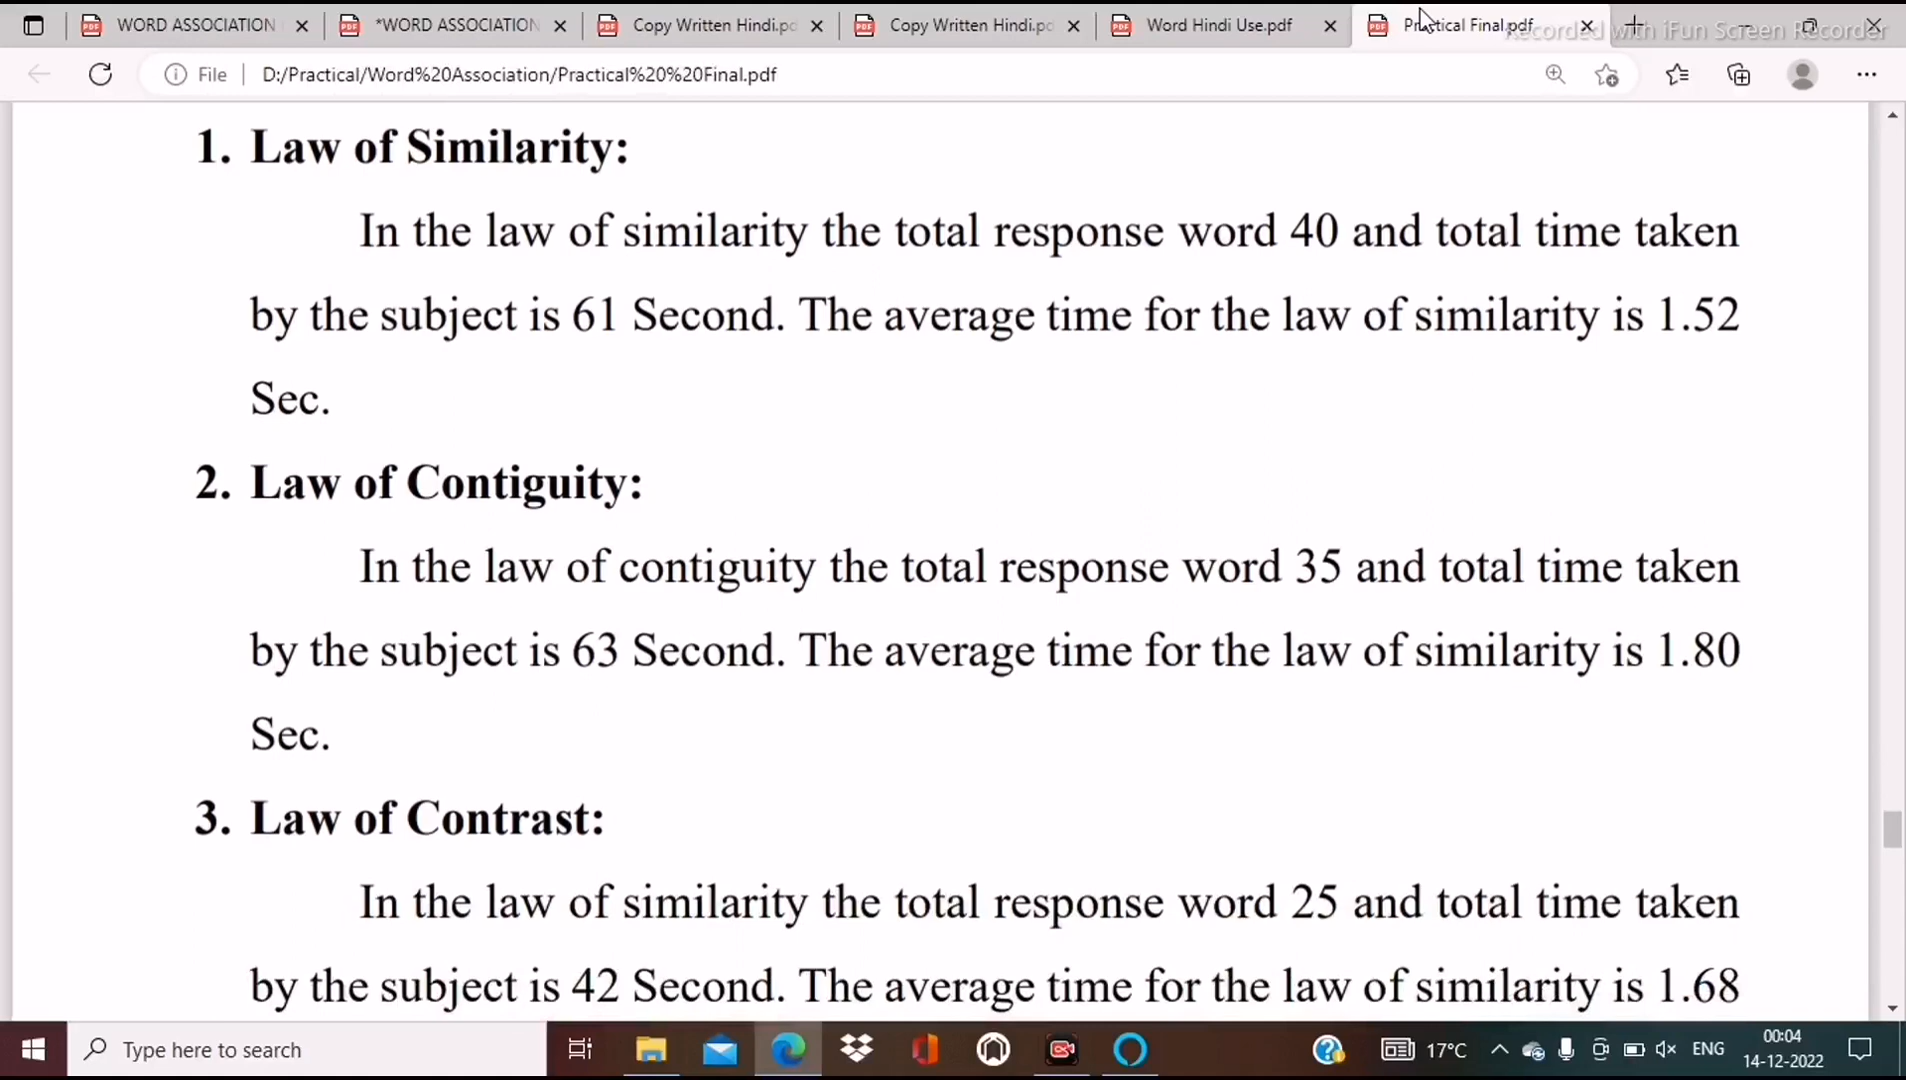 WORD ASSOCIATION
*WORD ASSOCIATION
Copy Written Hindi.pd
Copy Written Hindi.pd
Word Hindi Use.pdf
Practical Final.pdf
Recorded with iFun Screen Recorder
File
D:/Practical/Word%20Association/Practical%20%20Final.pdf
1. Law of Similarity:
In the law of similarity the total response word 40 and total time taken
by the subject is 61 Second. The average time for the law of similarity is 1.52
Sec.
2. Law of Contiguity:
In the law of contiguity the total response word 35 and total time taken
by the subject is 63 Second. The average time for the law of similarity is 1.80
Sec.
3. Law of Contrast:
In the law of similarity the total response word 25 and total time taken
by the subject is 42 Second. The average time for the law of similarity is 1.68
Type here to search
17°C
ENG
00:04
14-12-2022